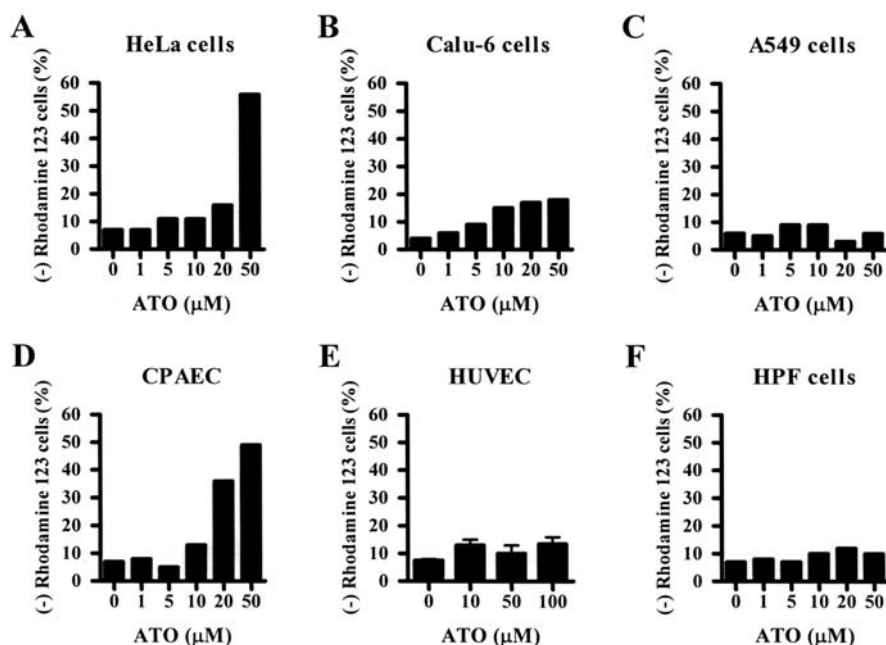 A
HeLa cells
(-) Rhodamine 123 cells (%)
60
50
40
30
20
10
0
0 1 5 10 20 50
ATO (µM)
B
Calu-6 cells
(-) Rhodamine 123 cells (%)
60
50
40
30
20
10
0
0 1 5 10 20 50
ATO (µM)
C
A549 cells
(-) Rhodamine 123 cells (%)
60
50
40
30
20
10
0
0 1 5 10 20 50
ATO (µM)
D
CPAEC
(-) Rhodamine 123 cells (%)
60
50
40
30
20
10
0
0 1 5 10 20 50
ATO (µM)
E
HUVEC
(-) Rhodamine 123 cells (%)
60
50
40
30
20
10
0
0 10 50 100
ATO (µM)
F
HPF cells
(-) Rhodamine 123 cells (%)
60
50
40
30
20
10
0
0 1 5 10 20 50
ATO (µM)